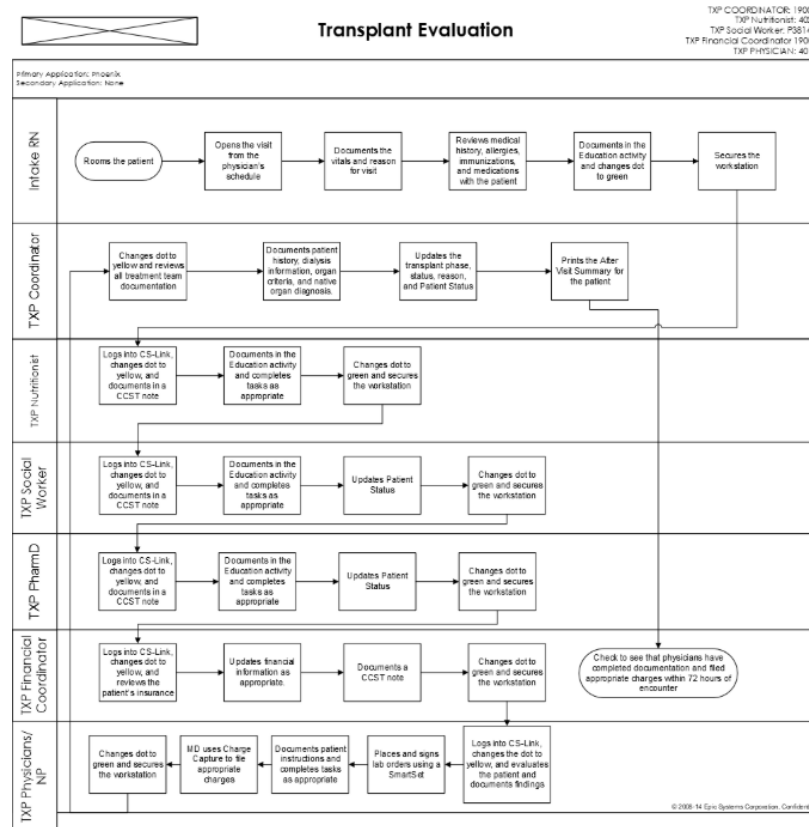 Transplant Evaluation
TXP COORDINATOR: 190
TXP Nutritionist: 40
TXP Social Worker: P381
TXP Financial Coordinator 190
TXP PHYSICIAN: 40
Primary Application: Phoenix
Secondary Application: None
Intake RN
Rooms the patient
Opens the visit
from the
physician's
schedule
Documents the
vitals and reason
for visit
Reviews medical
history, allergies,
immunizations,
and medications
with the patient
Documents in the
Education activity
and changes dot
to green
Secures the
workstation
TXP Coordinator
Changes dot to
yellow and reviews
all treatment team
documentation
Documents patient
history, dialysis
information, organ
criteria, and native
organ diagnosis.
Updates the
transplant phase,
status, reason,
and Patient Status
Prints the After
Visit Summary for
the patient
TXP Nutritionist
Logs into CS-Link,
changes dot to
yellow, and
documents in a
CCST note
Documents in the
Education activity
and completes
tasks as
appropriate
Changes dot to
green and secures
the workstation
TXP Social
Worker
Logs into CS-Link,
changes dot to
yellow, and
documents in a
CCST note
Documents in the
Education activity
and completes
tasks as
appropriate
Updates Patient
Status
Changes dot to
green and secures
the workstation
TXP PharmD
Logs into CS-Link,
changes dot to
yellow, and
documents in a
CCST note
Documents in the
Education activity
and completes
tasks as
appropriate
Updates Patient
Status
Changes dot to
green and secures
the workstation
TXP Financial
Coordinator
Logs into CS-Link,
changes dot to
yellow, and
reviews the
patient's insurance
Updates financial
information as
appropriate.
Documents a
CCST note
Changes dot to
green and secures
the workstation
Check to see that physicians have
completed documentation and filed
appropriate charges within 72 hours of
encounter
TXP Physicians/
NP
Changes dot to
green and secures
the workstation
MD uses Charge
Capture to file
appropriate
charges
Documents patient
instructions and
completes tasks
as appropriate
Places and signs
lab orders using a
SmartSet
Logs into CS-Link,
changes the dot to
yellow, and evaluates
the patient and
documents findings
© 2008-14 Epic Systems Corporation. Confident